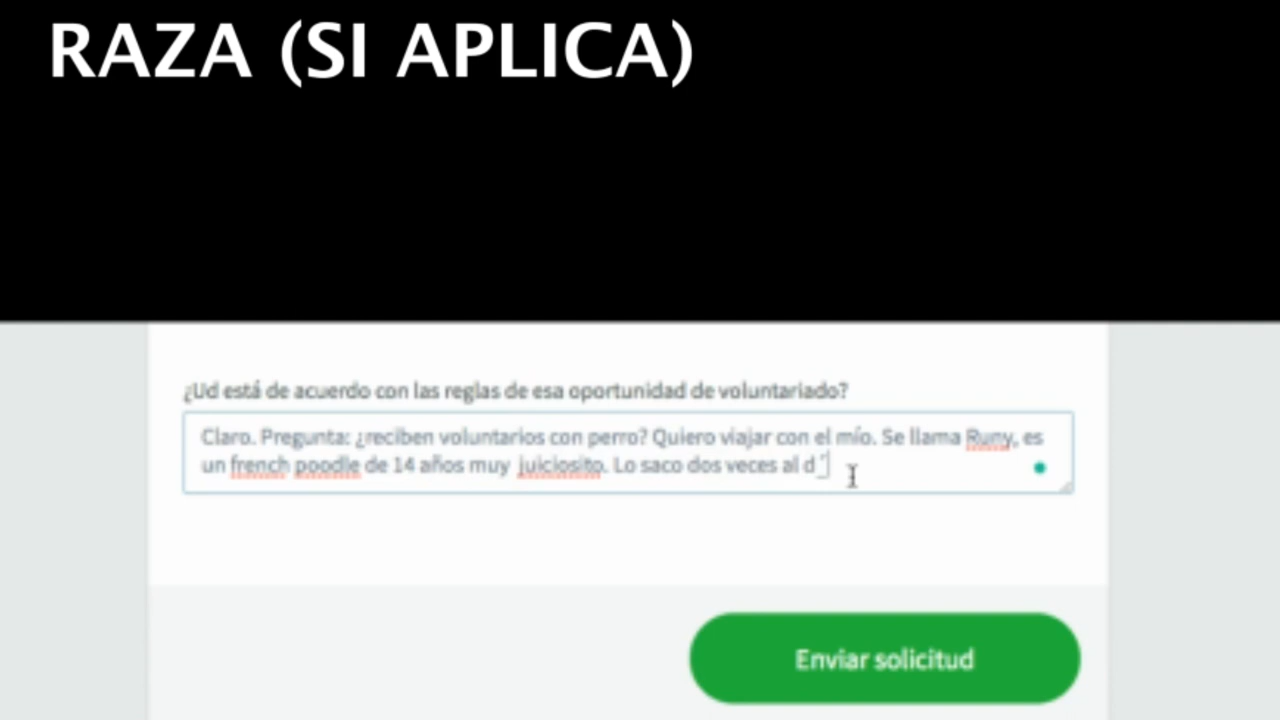 RAZA (SI APLICA)
¿Ud está de acuerdo con las reglas de esa oportunidad de voluntariado?
Claro. Pregunta: ¿reciben voluntarios con perro? Quiero viajar con el mío. Se llama Runy, es
un french poodle de 14 años muy juiciosito. Lo saco dos veces al d´
Enviar solicitud